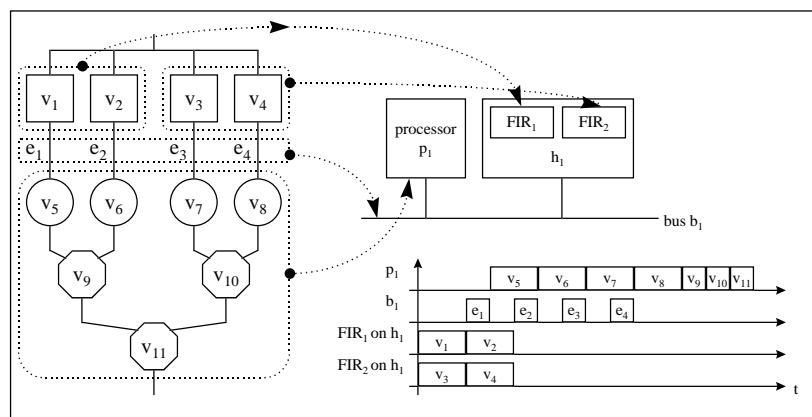 v1 v2 v3 v4
e1 e2 e3 e4
v5 v6 v7 v8
v9 v10
v11
processor
p1
FIR1 FIR2
h1
bus b1
p1 v5 v6 v7 v8 v9 v10 v11
b1 e1 e2 e3 e4
FIR1 on h1 v1 v2
FIR2 on h1 v3 v4
t